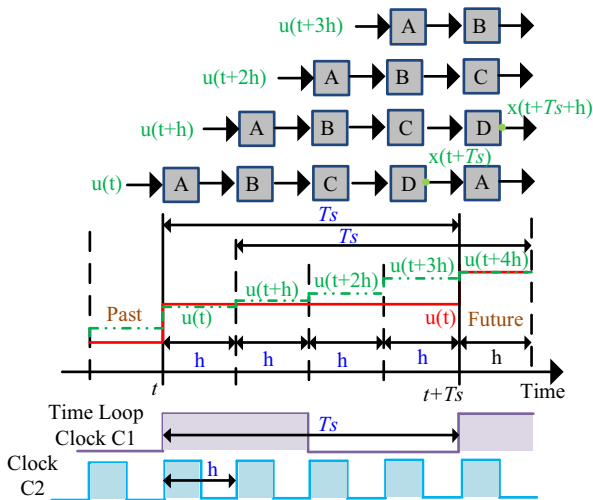 u(t+3h) A B
u(t+2h) A B C
x(t+Ts+h)
u(t+h) A B C D
x(t+Ts)
u(t) A B C D A
Ts
Ts
u(t+4h)
u(t+3h)
u(t+2h)
u(t+h)
Past u(t) u(t) Future
h h h h h
t t+Ts Time
Time Loop
Clock C1 Ts
Clock
C2 h